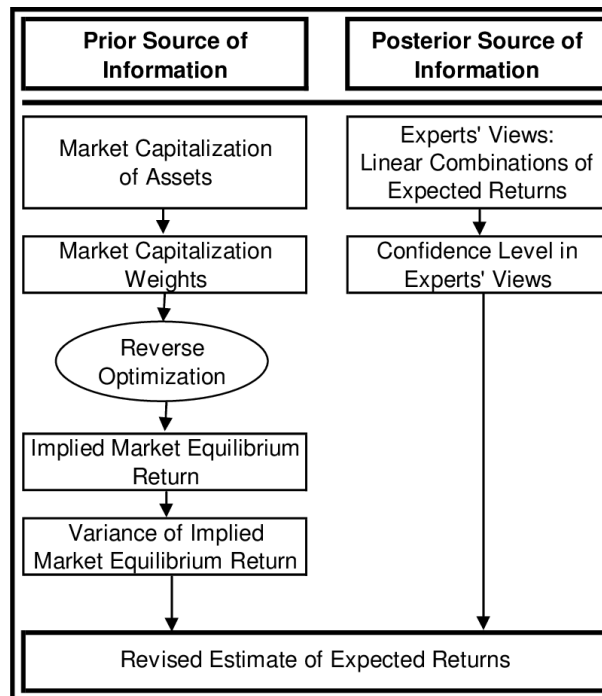 Prior Source of
Information
Posterior Source of
Information
Market Capitalization
of Assets
Experts' Views:
Linear Combinations of
Expected Returns
Market Capitalization
Weights
Confidence Level in
Experts' Views
Reverse
Optimization
Implied Market Equilibrium
Return
Variance of Implied
Market Equilibrium Return
Revised Estimate of Expected Returns